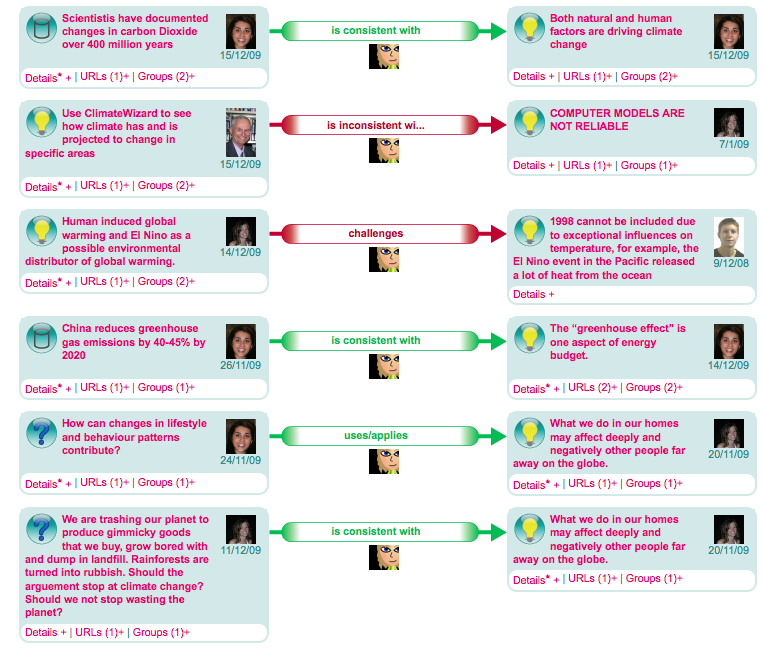 Scientistis have documented
changes in carbon Dioxide
over 400 million years
15/12/09
Details* + | URLs (1)+ | Groups (2)+
is consistent with
Both natural and human
factors are driving climate
change
15/12/09
Details + | URLs (1)+ | Groups (2)+
Use ClimateWizard to see
how climate has and is
projected to change in
specific areas
15/12/09
Details* + | URLs (1)+ | Groups (2)+
is inconsistent wi...
COMPUTER MODELS ARE
NOT RELIABLE
7/1/09
Details + | URLs (1)+ | Groups (1)+
Human induced global
warming and El Nino as a
possible environmental
distributor of global warming.
14/12/09
Details* + | URLs (1)+ | Groups (2)+
challenges
1998 cannot be included due
to exceptional influences on
temperature, for example, the
El Nino event in the Pacific released
a lot of heat from the ocean
9/12/08
Details +
China reduces greenhouse
gas emissions by 40-45% by
2020
26/11/09
Details* + | URLs (1)+ | Groups (1)+
is consistent with
The “greenhouse effect” is
one aspect of energy
budget.
14/12/09
Details* + | URLs (2)+ | Groups (2)+
How can changes in lifestyle
and behaviour patterns
contribute?
24/11/09
Details* + | URLs (1)+ | Groups (1)+
uses/applies
What we do in our homes
may affect deeply and
negatively other people far
away on the globe.
20/11/09
Details* + | URLs (1)+ | Groups (1)+
We are trashing our planet to
produce gimmicky goods
that we buy, grow bored with
and dump in landfill. Rainforests are
turned into rubbish. Should the
arguement stop at climate change?
Should we not stop wasting the
planet?
11/12/09
Details + | URLs (1)+ | Groups (1)+
is consistent with
What we do in our homes
may affect deeply and
negatively other people far
away on the globe.
20/11/09
Details* + | URLs (1)+ | Groups (1)+